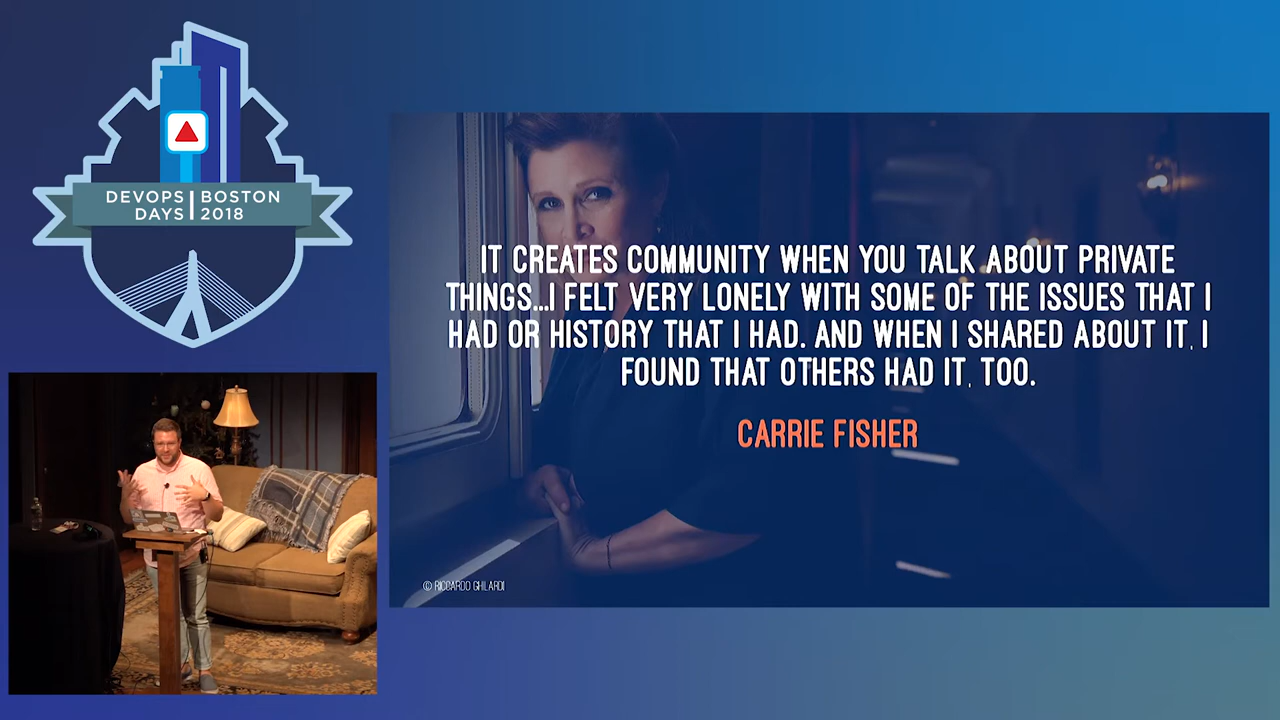 DEVOPS BOSTON
DAYS 2018
IT CREATES COMMUNITY WHEN YOU TALK ABOUT PRIVATE
THINGS...I FELT VERY LONELY WITH SOME OF THE ISSUES THAT I
HAD OR HISTORY THAT I HAD. AND WHEN I SHARED ABOUT IT, I
FOUND THAT OTHERS HAD IT, TOO.
CARRIE FISHER
© RICCARDO GHILARDI